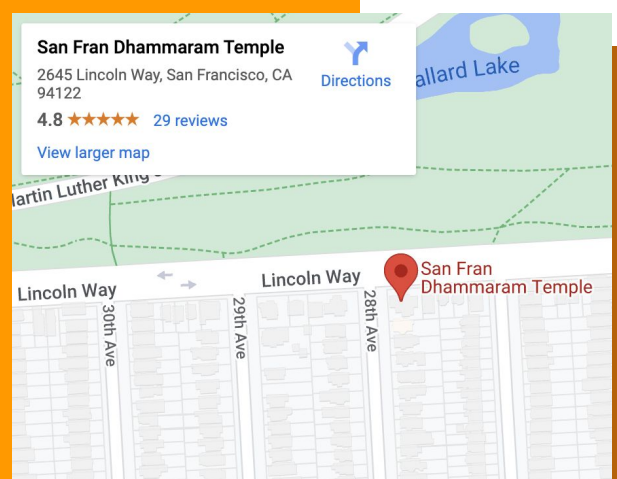 San Fran Dhammaram Temple
2645 Lincoln Way, San Francisco, CA
94122
4.8 ★★★★★ 29 reviews
View larger map
Directions
allard Lake
artin Luther King
Lincoln Way
Lincoln Way
30th Ave
29th Ave
28th Ave
San Fran
Dhammaram Temple